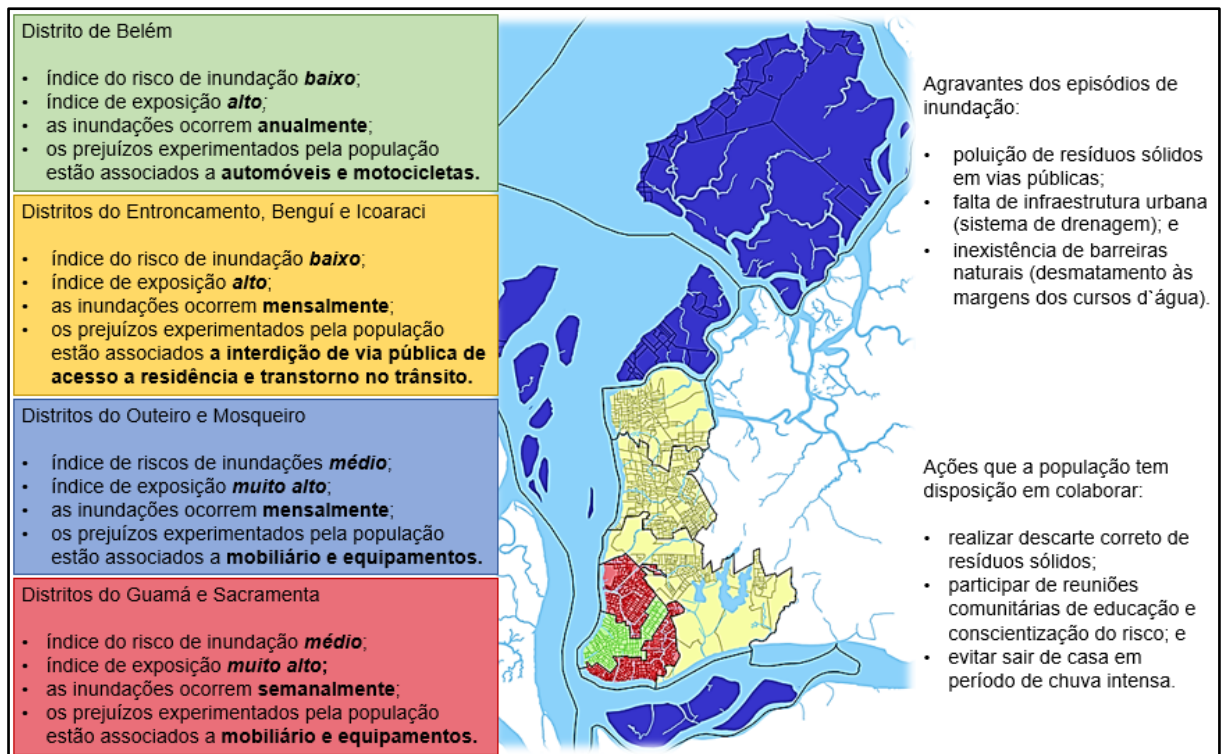 Distrito de Belém
• índice do risco de inundação baixo;
• índice de exposição alto;
• as inundações ocorrem anualmente;
• os prejuízos experimentados pela população
estão associados a automóveis e motocicletas.
Distritos do Entroncamento, Benguí e Icoaraci
• índice do risco de inundação baixo;
• índice de exposição alto;
• as inundações ocorrem mensalmente;
• os prejuízos experimentados pela população
estão associados a interdição de via pública de
acesso a residência e transtorno no trânsito.
Distritos do Outeiro e Mosqueiro
• índice de riscos de inundações médio;
• índice de exposição muito alto;
• as inundações ocorrem mensalmente;
• os prejuízos experimentados pela população
estão associados a mobiliário e equipamentos.
Distritos do Guamá e Sacramenta
• índice do risco de inundação médio;
• índice de exposição muito alto;
• as inundações ocorrem semanalmente;
• os prejuízos experimentados pela população
estão associados a mobiliário e equipamentos.
Agravantes dos episódios de
inundação:
• poluição de resíduos sólidos
em vias públicas;
• falta de infraestrutura urbana
(sistema de drenagem); e
• inexistência de barreiras
naturais (desmatamento às
margens dos cursos d`água).
Ações que a população tem
disposição em colaborar:
• realizar descarte correto de
resíduos sólidos;
• participar de reuniões
comunitárias de educação e
conscientização do risco; e
• evitar sair de casa em
período de chuva intensa.